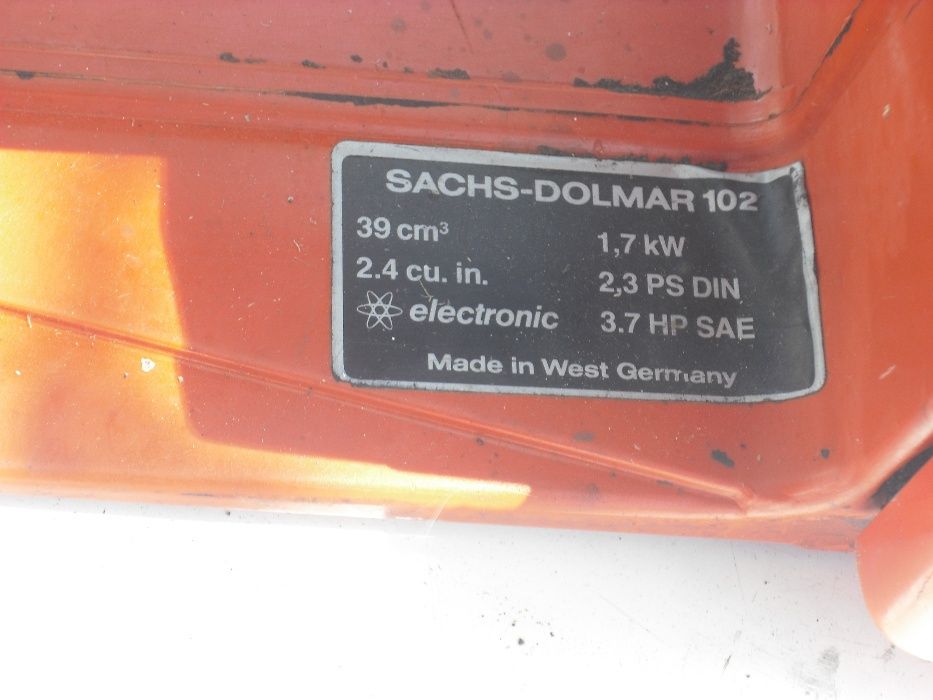 SACHS-DOLMAR 102
39 cm³
1,7 kW
2.4 cu. in.
2,3 PS DIN
electronic
3.7 HP SAE
Made in West Germany